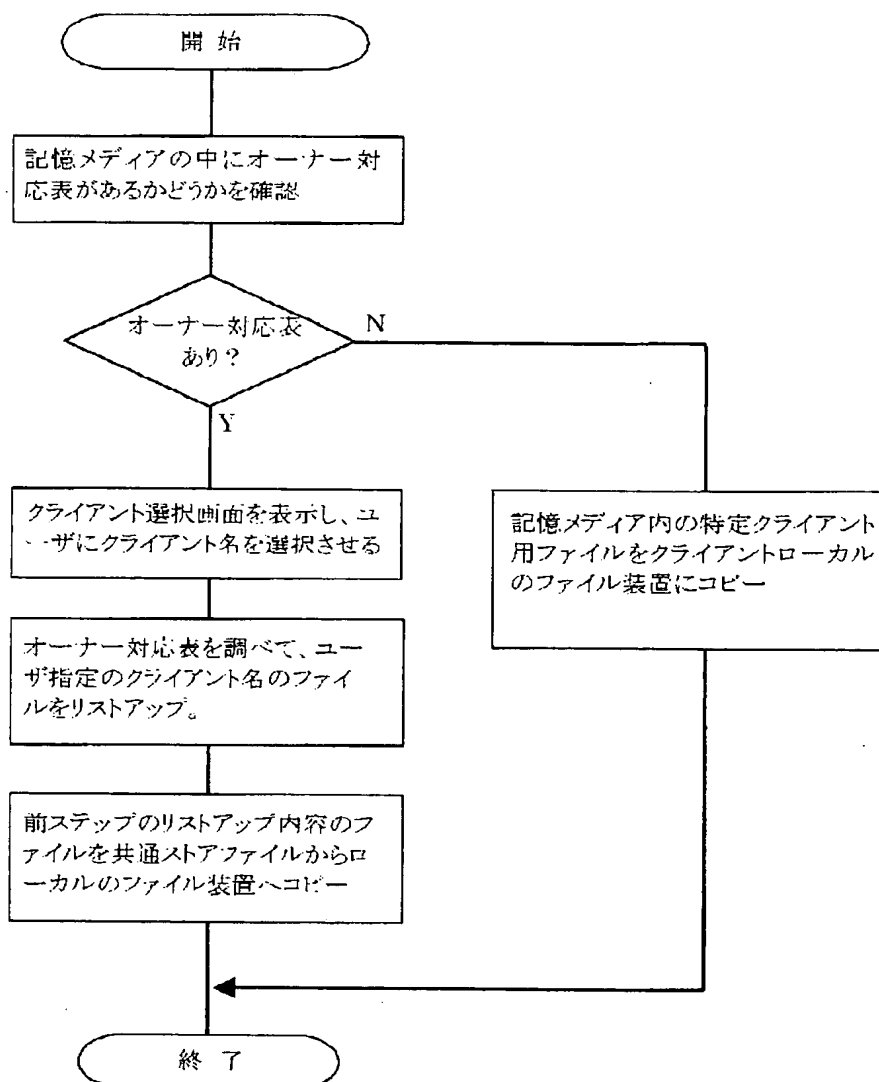 開 始
記憶メディアの中にオーナー対
応表があるかどうかを確認
オーナー対応表
あり?
N
Y
クライアント選択画面を表示し、ユ
ーザにクライアント名を選択させる
記憶メディア内の特定クライアント
用ファイルをクライアントローカル
のファイル装置にコピー
オーナー対応表を調べて、ユー
ザ指定のクライアント名のファイ
ルをリストアップ。
前ステップのリストアップ内容のフ
ァイルを共通ストアファイルからロ
ーカルのファイル装置へコピー
終 了